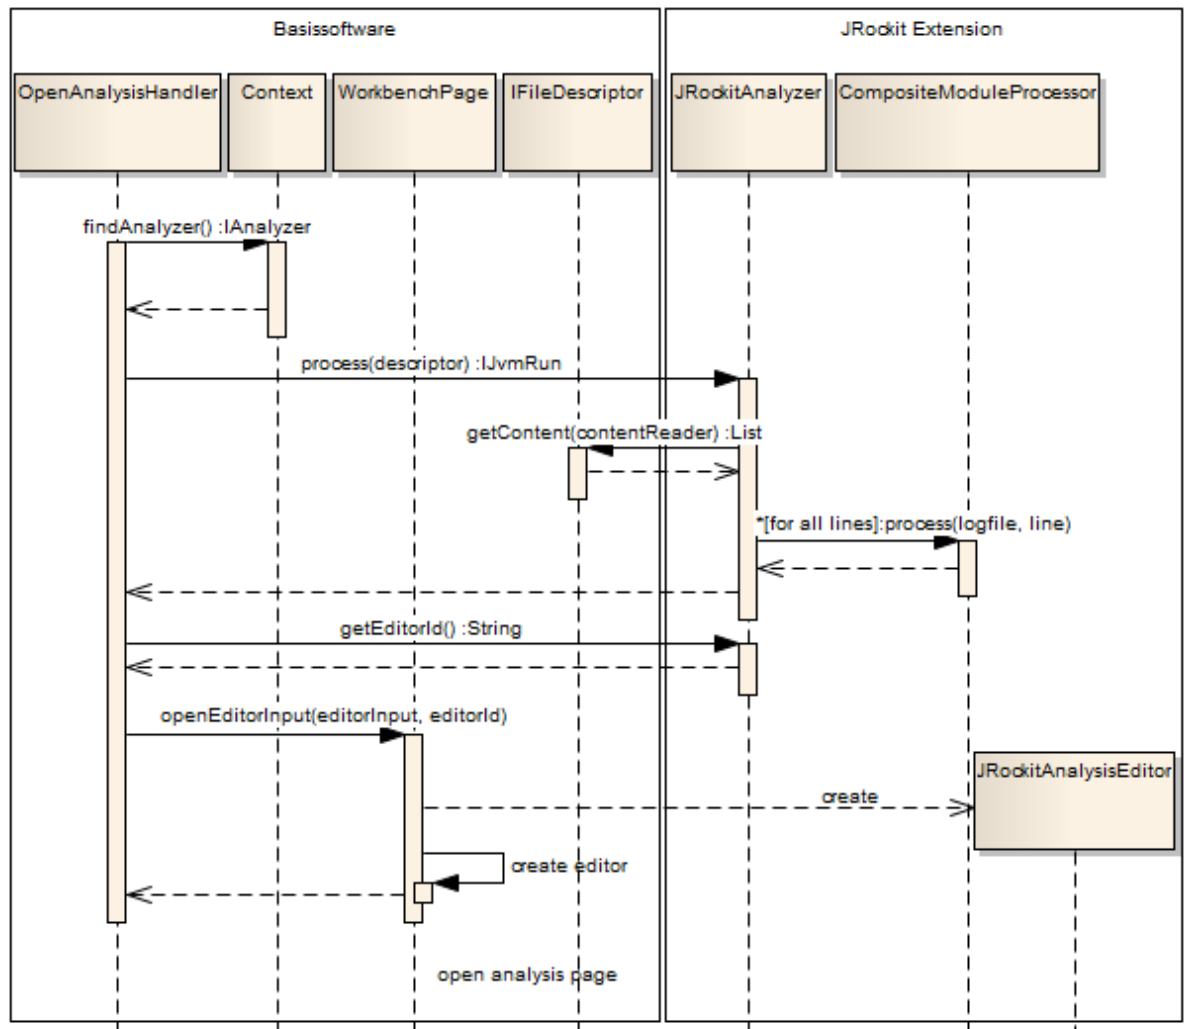 Basissoftware
JRockit Extension
OpenAnalysisHandler
Context
WorkbenchPage
IFileDescriptor
JRockitAnalyzer
CompositeModuleProcessor
findAnalyzer() :IAnalyzer
process(descriptor) :IJvmRun
getContent(contentReader) :List
*[for all lines]:process(logfile, line)
getEditorId() :String
openEditorInput(editorInput, editorId)
JRockitAnalysisEditor
create
create editor
open analysis page